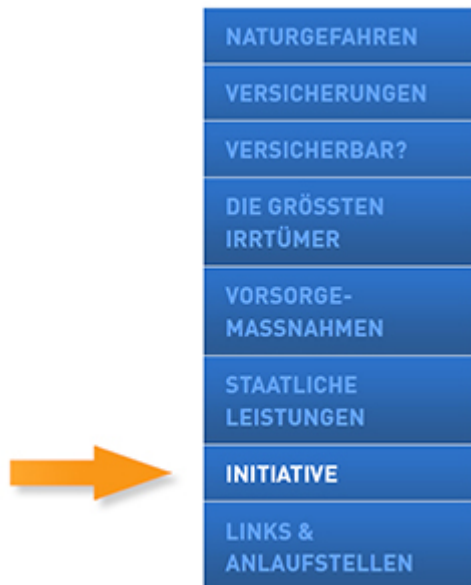 NATURGEFAHREN
VERSICHERUNGEN
VERSICHERBAR?
DIE GRÖSSTEN
IRRTÜMER
VORSORGE-
MASSNAHMEN
STAATLICHE
LEISTUNGEN
INITIATIVE
LINKS &
ANLAUFSTELLEN